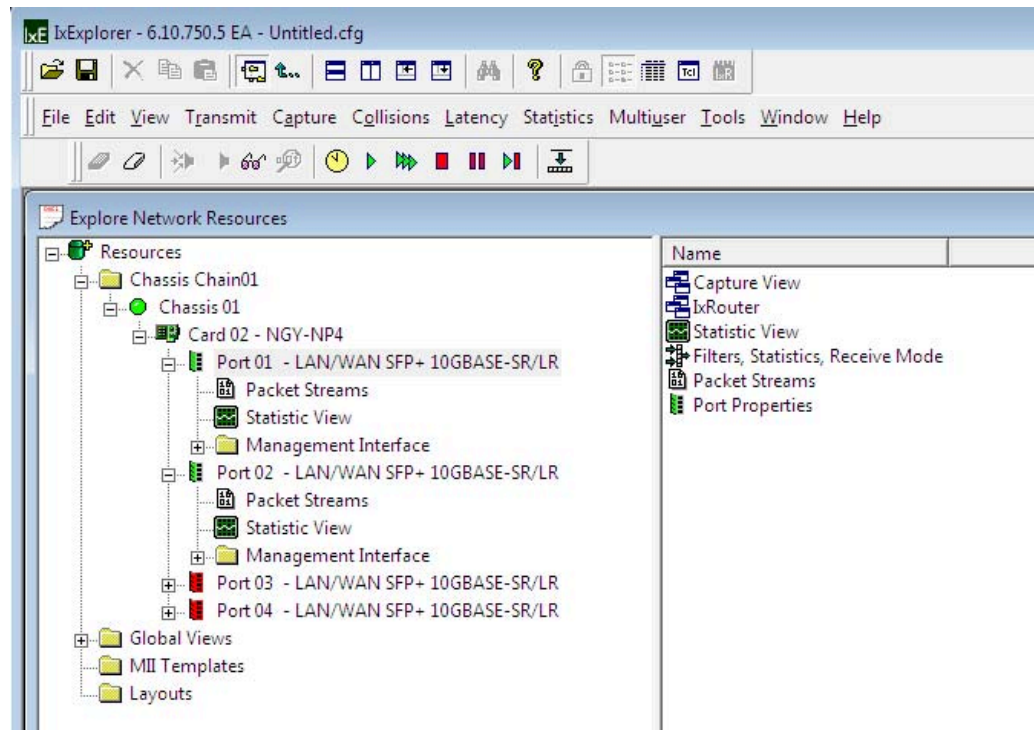 IxE IxExplorer - 6.10.750.5 EA - Untitled.cfg
Tcl
File Edit View Transmit Capture Collisions Latency Statistics Multiuser Tools Window Help
Explore Network Resources
Resources
Chassis Chain01
Chassis 01
Card 02 - NGY-NP4
Port 01 - LAN/WAN SFP+ 10GBASE-SR/LR
Packet Streams
Statistic View
Management Interface
Port 02 - LAN/WAN SFP+ 10GBASE-SR/LR
Packet Streams
Statistic View
Management Interface
Port 03 - LAN/WAN SFP+ 10GBASE-SR/LR
Port 04 - LAN/WAN SFP+ 10GBASE-SR/LR
Global Views
MII Templates
Layouts
Name
Capture View
IxRouter
Statistic View
Filters, Statistics, Receive Mode
Packet Streams
Port Properties